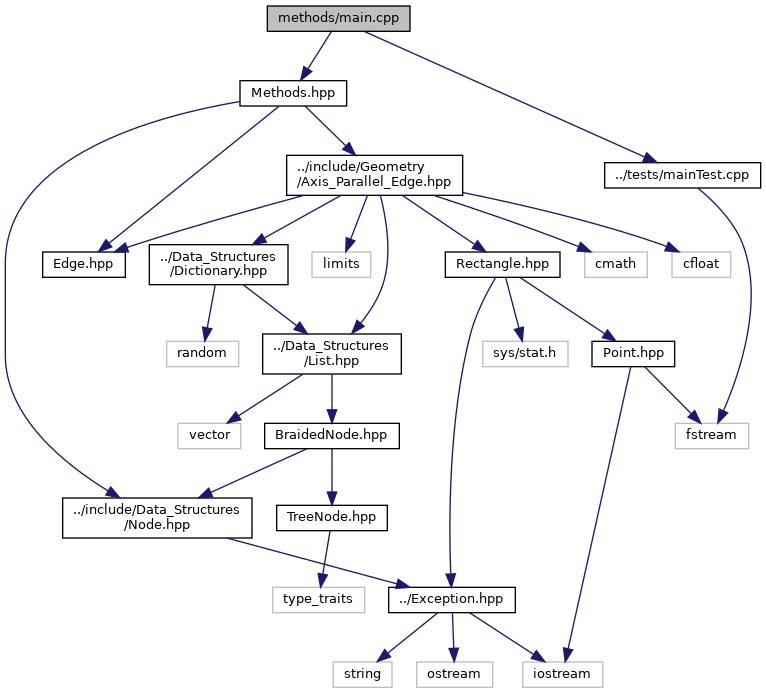 methods/main.cpp
Methods.hpp
../include/Geometry
/Axis_Parallel_Edge.hpp
../tests/mainTest.cpp
Edge.hpp
../Data_Structures
/Dictionary.hpp
limits
Rectangle.hpp
cmath
cfloat
random
../Data_Structures
/List.hpp
sys/stat.h
Point.hpp
vector
BraidedNode.hpp
fstream
../include/Data_Structures
/Node.hpp
TreeNode.hpp
type_traits
../Exception.hpp
string
ostream
iostream